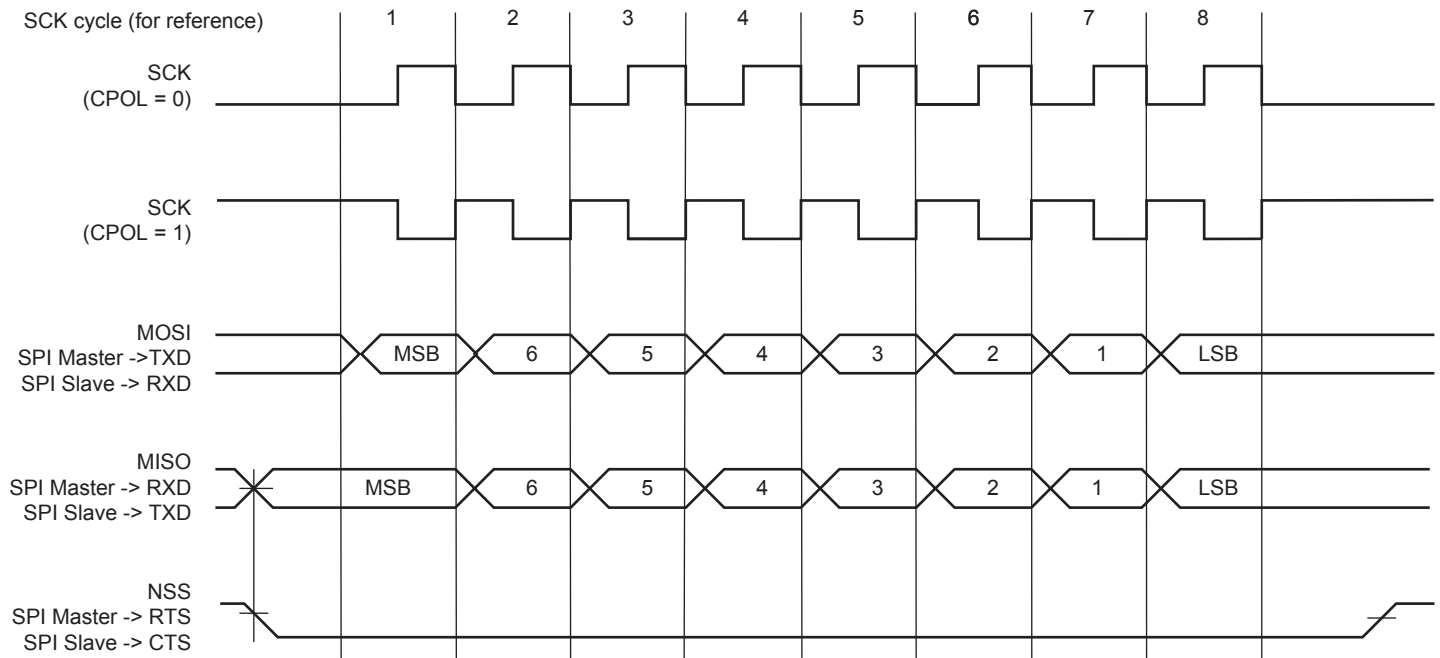 SCK cycle (for reference) 1 2 3 4 5 6 7 8
SCK
(CPOL = 0)
SCK
(CPOL = 1)
MOSI
SPI Master ->TXD
SPI Slave -> RXD
MSB 6 5 4 3 2 1 LSB
MISO
SPI Master -> RXD
SPI Slave -> TXD
MSB 6 5 4 3 2 1 LSB
NSS
SPI Master -> RTS
SPI Slave -> CTS